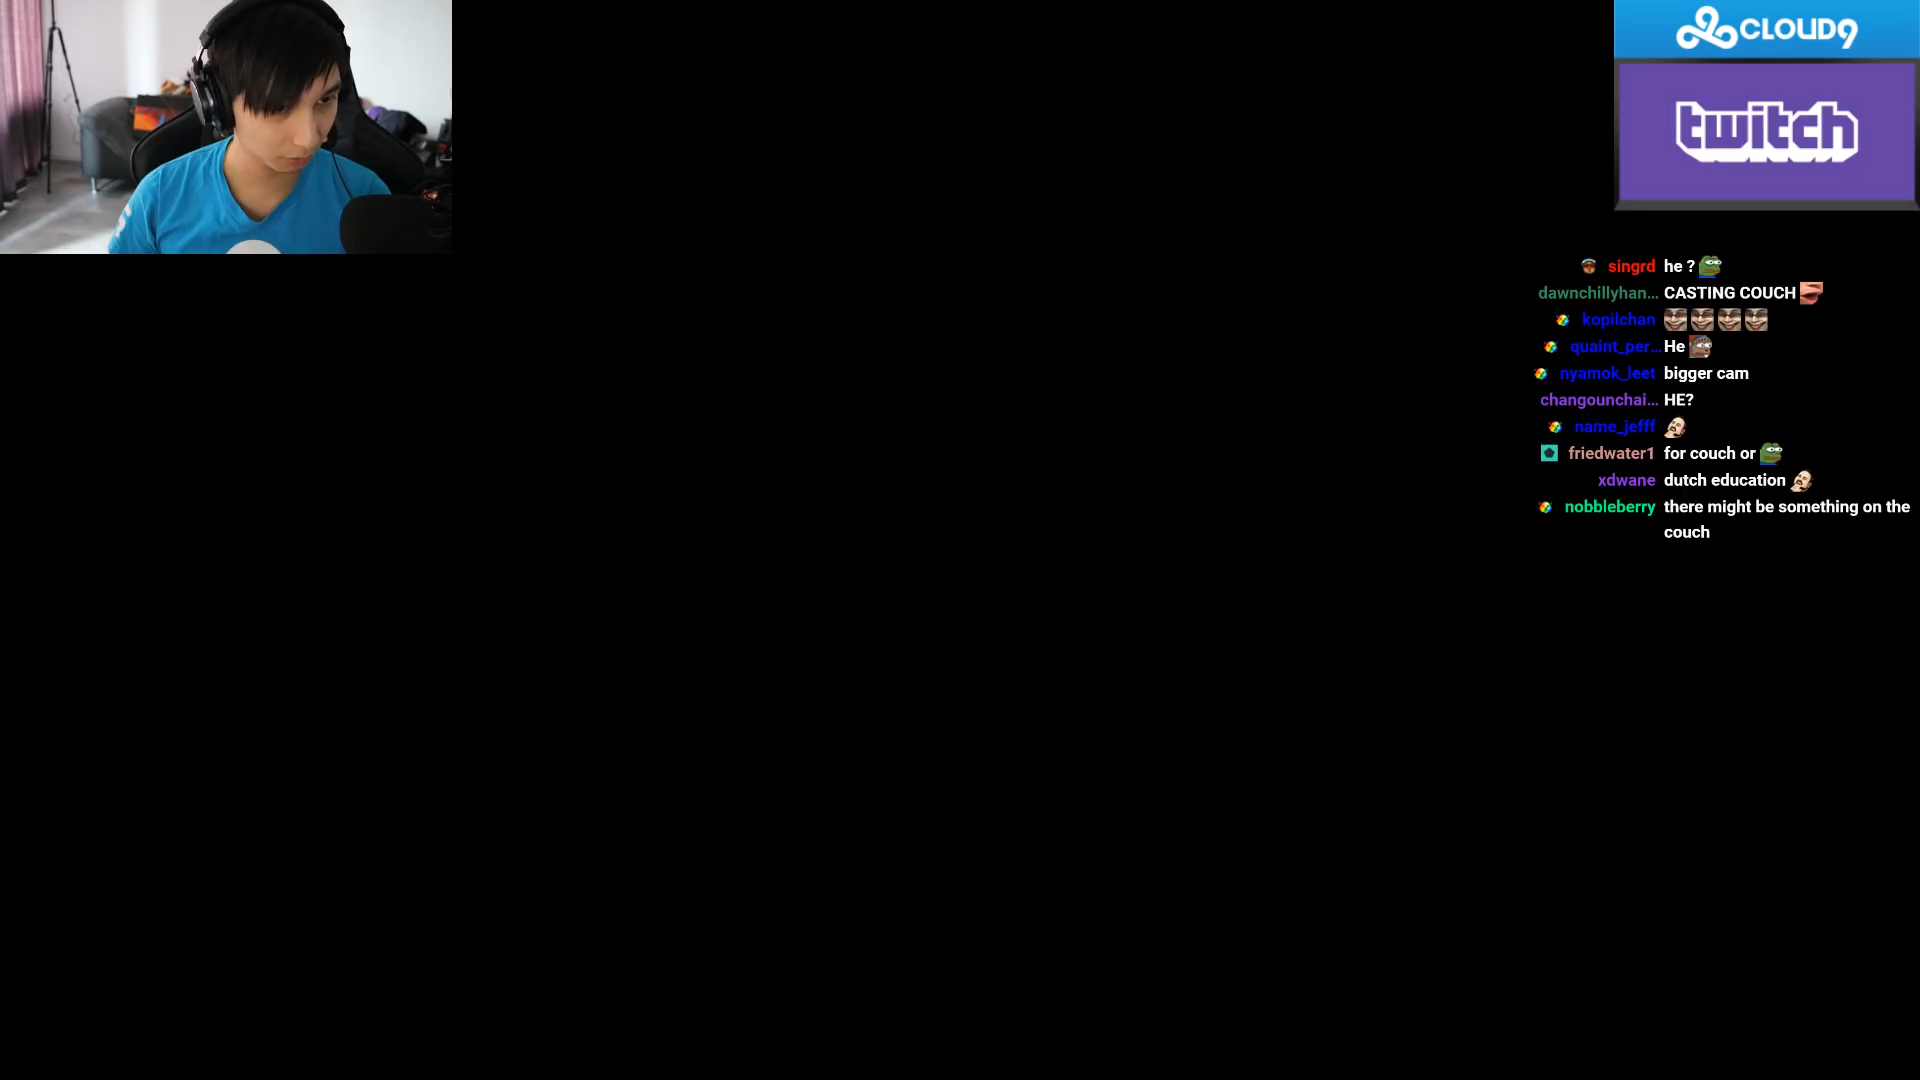 CLOUD9
twitch
singrd he ?
dawnchillyhan... CASTING COUCH
kopilchan
quaint_per... He
nyamok_leet bigger cam
changounchai... HE?
name_jefff
friedwater1 for couch or
xdwane dutch education
nobbleberry there might be something on the
couch